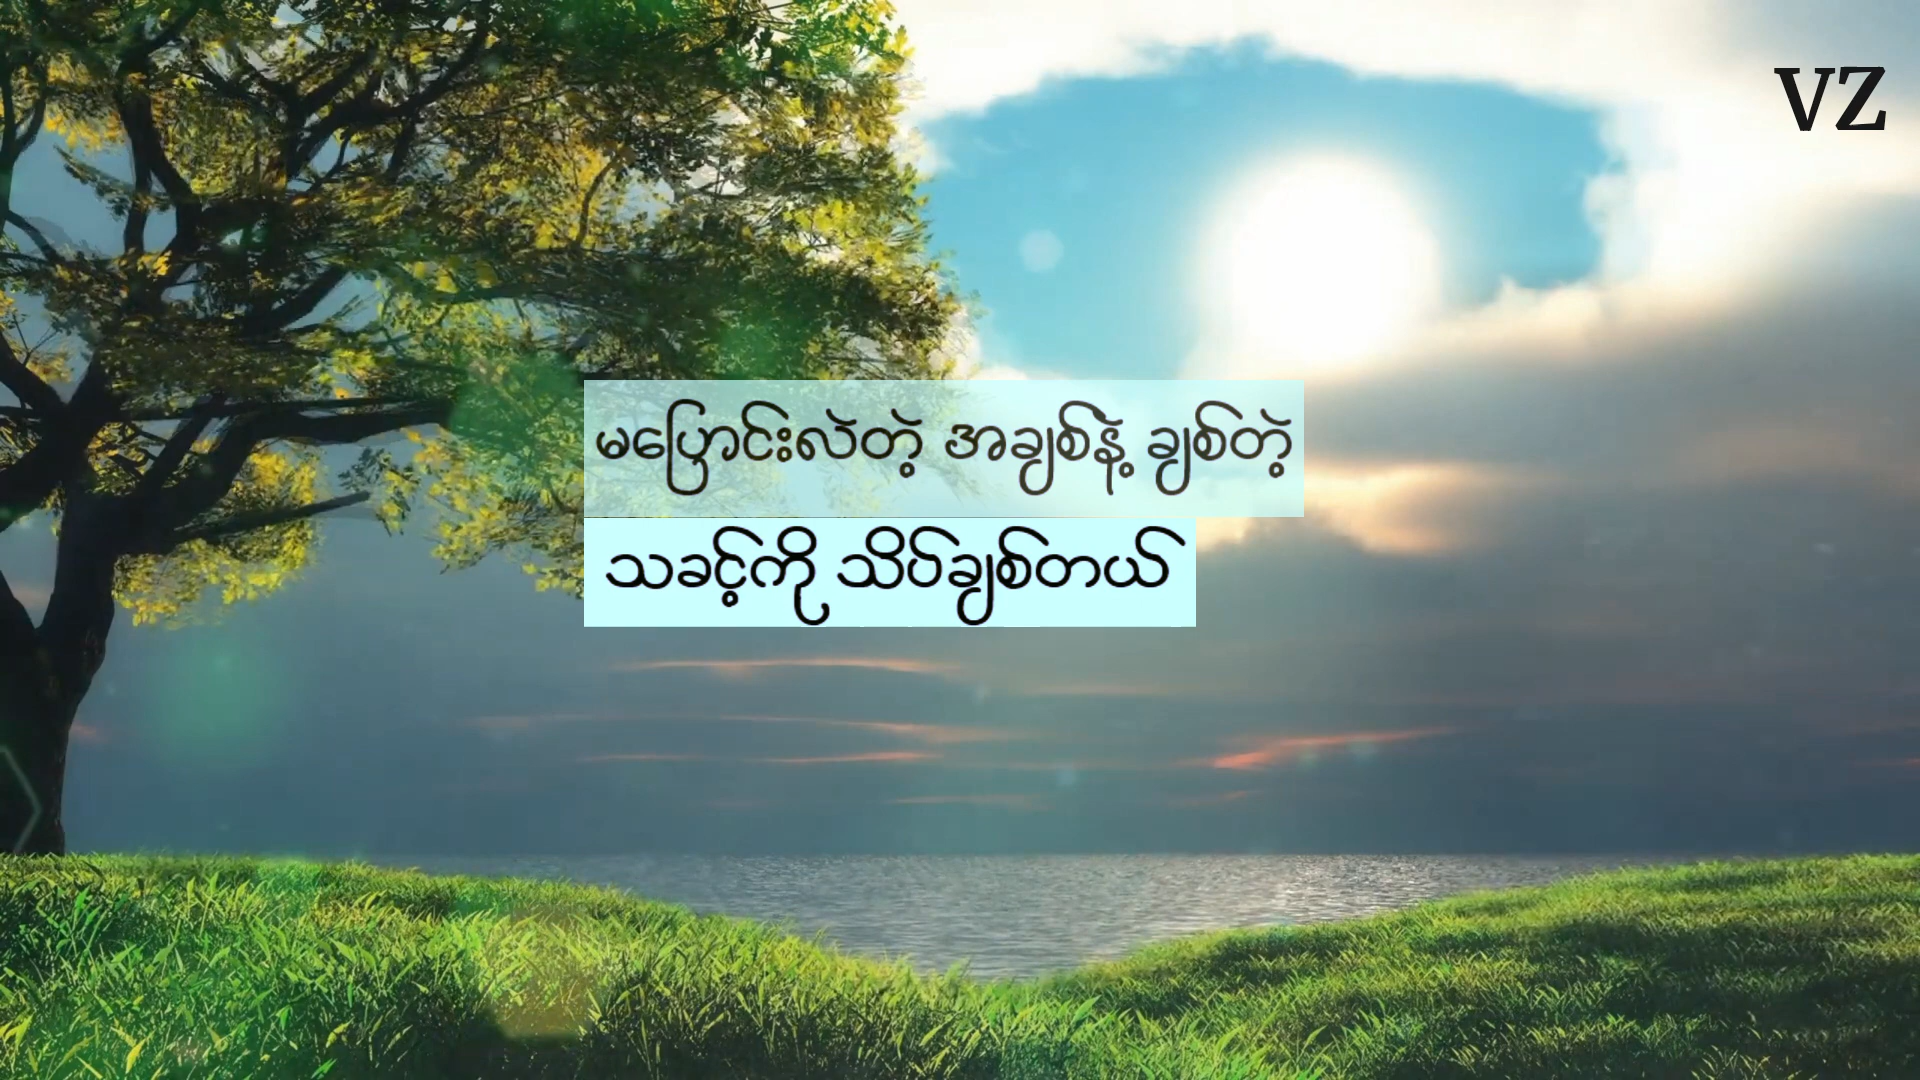 VZ
မပြောင်းလဲတဲ့ အချစ်နဲ့ ချစ်တဲ့
သခင့်ကို သိပ်ချစ်တယ်